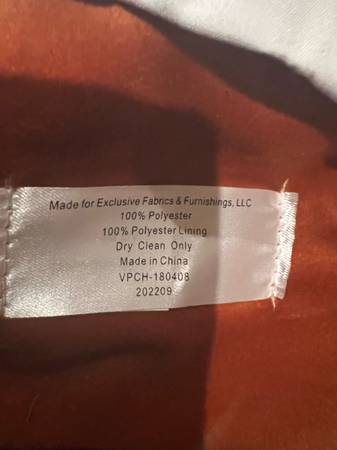 Made for Exclusive Fabrics & Furnishings, LLC
100% Polyester
100% Polyester Lining
Dry Clean Only
Made in China
VPCH-180408
202209